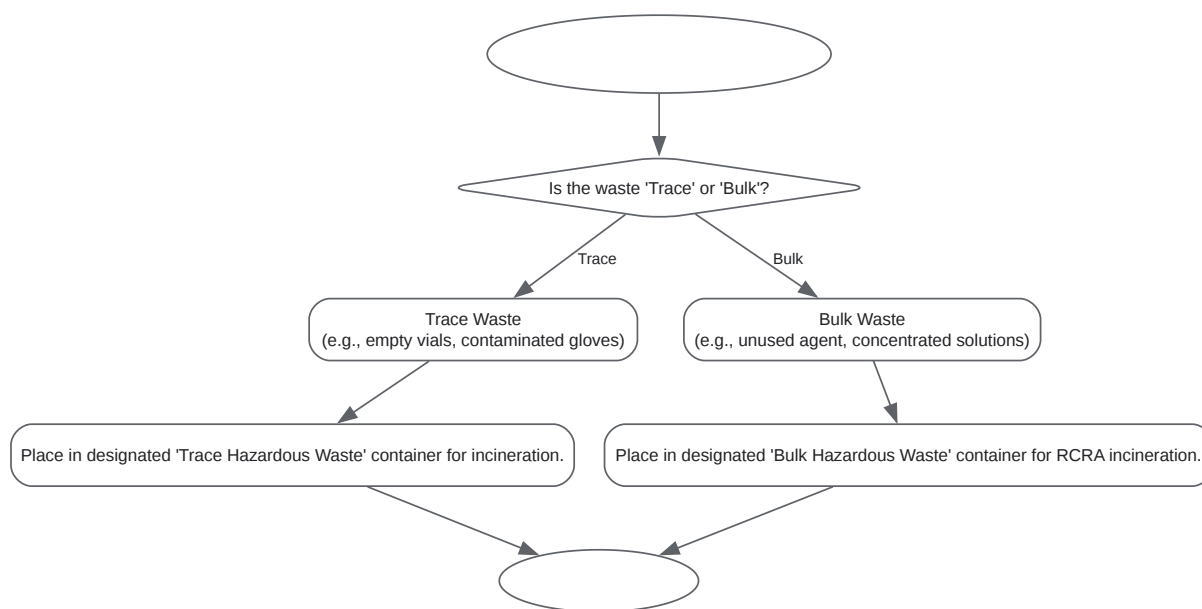 Is the waste 'Trace' or 'Bulk'?
Trace
Bulk
Trace Waste
(e.g., empty vials, contaminated gloves)
Bulk Waste
(e.g., unused agent, concentrated solutions)
Place in designated 'Trace Hazardous Waste' container for incineration.
Place in designated 'Bulk Hazardous Waste' container for RCRA incineration.